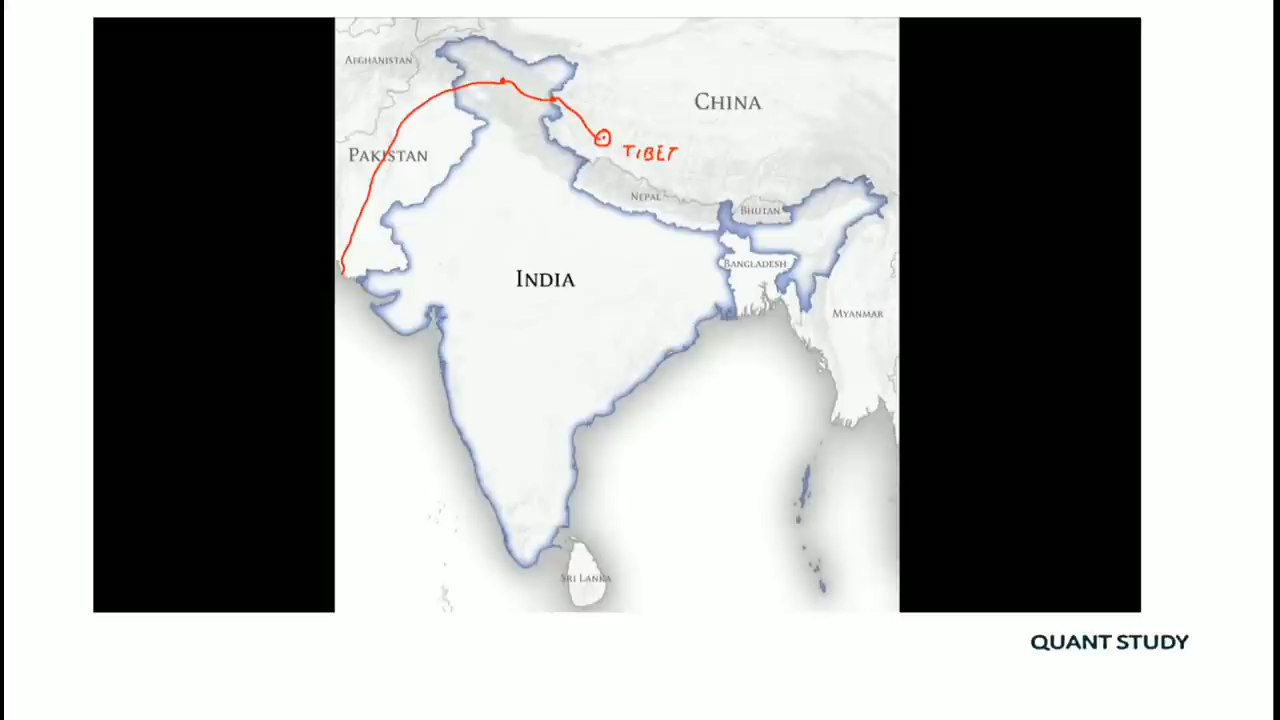 AFGHANISTAN
CHINA
PAKISTAN
TIBET
NEPAL
BHUTAN
INDIA
BANGLADESH
MYANMAR
SRI LANKA
QUANT STUDY